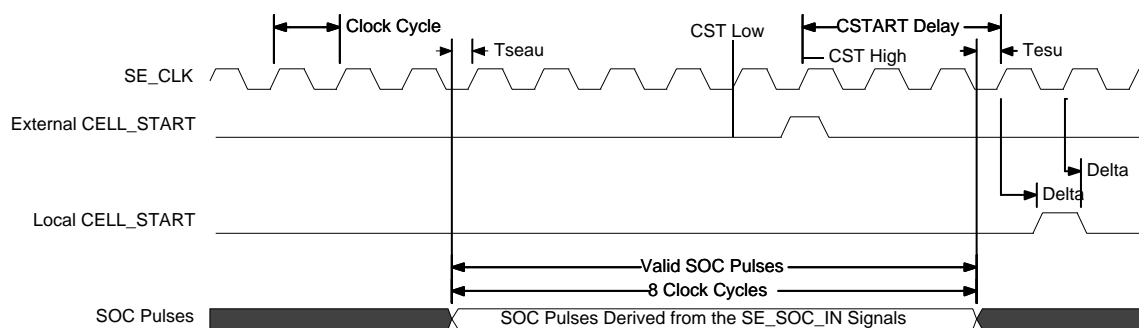 Clock Cycle
CST Low
CSTART Delay
Tseau
CST High
Tesu
SE_CLK
External CELL_START
Delta
Delta
Local CELL_START
Valid SOC Pulses
8 Clock Cycles
SOC Pulses
SOC Pulses Derived from the SE_SOC_IN Signals